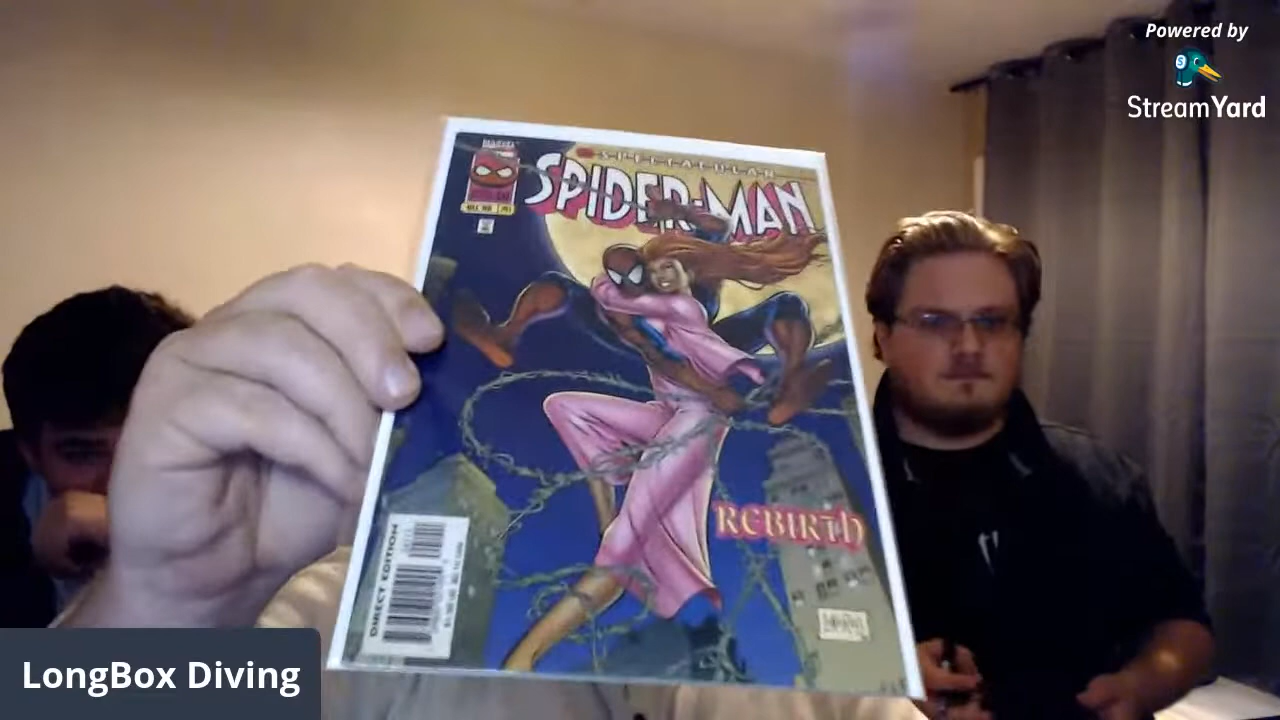 Powered by
StreamYard
SPECTACULAR
SPIDER-MAN
REBIRTH
DIRECT EDITION
LongBox Diving